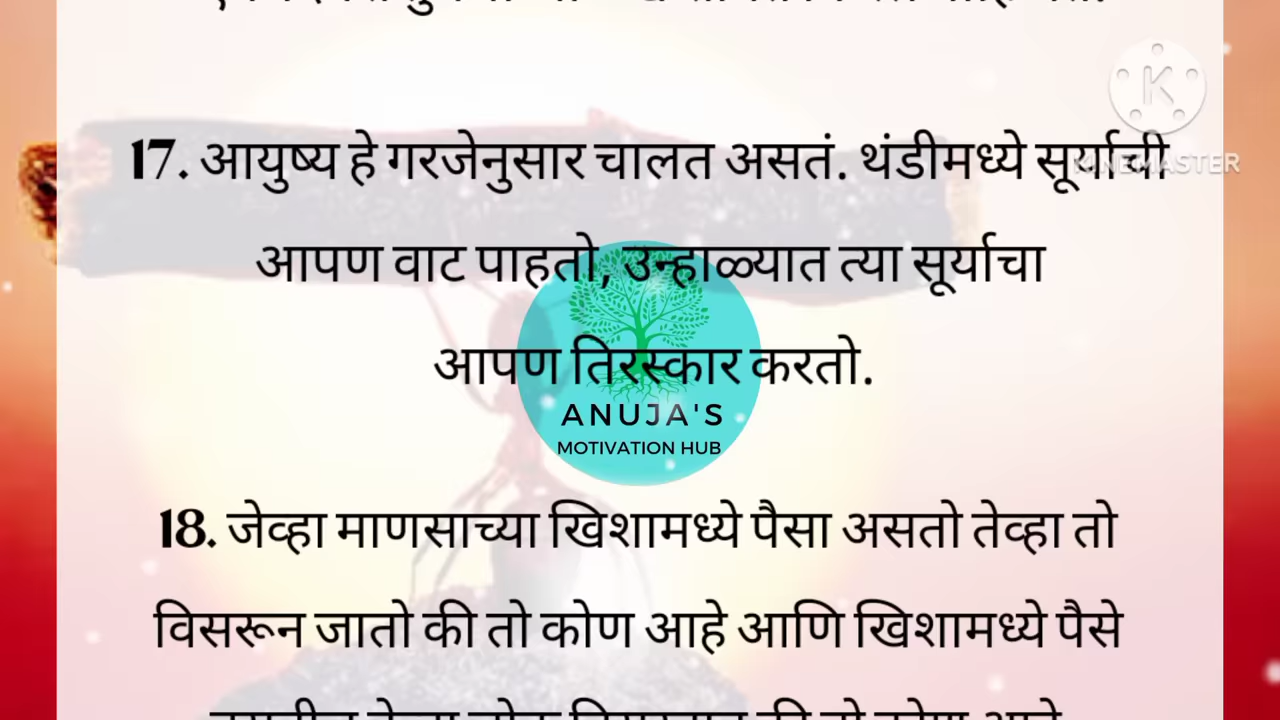 17. आयुष्य हे गरजेनुसार चालत असतं. थंडीमध्ये सूर्याची
आपण वाट पाहतो, उन्हाळ्यात त्या सूर्याचा
आपण तिरस्कार करतो.
ANUJA'S
MOTIVATION HUB
18. जेव्हा माणसाच्या खिशामध्ये पैसा असतो तेव्हा तो
विसरून जातो की तो कोण आहे आणि खिशामध्ये पैसे
K
KINEMASTER